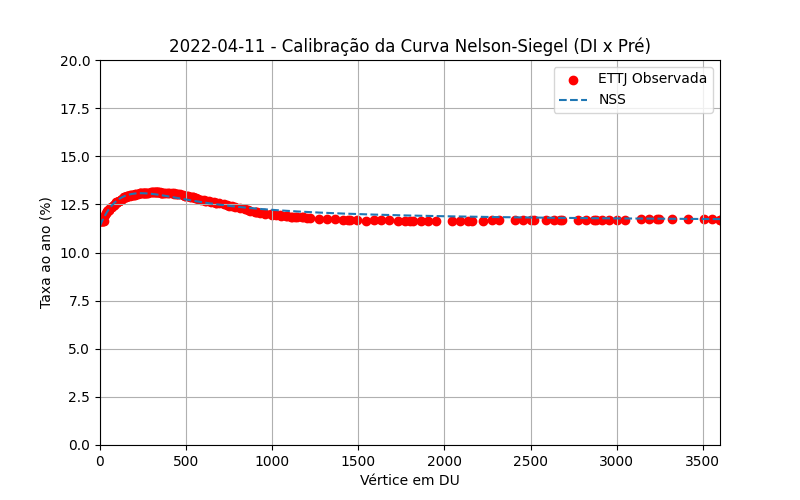 2022-04-11 - Calibração da Curva Nelson-Siegel (DI x Pré)
ETTJ Observada
NSS
Taxa ao ano (%)
20.0
17.5
15.0
12.5
10.0
7.5
5.0
2.5
0.0
0 500 1000 1500 2000 2500 3000 3500
Vértice em DU